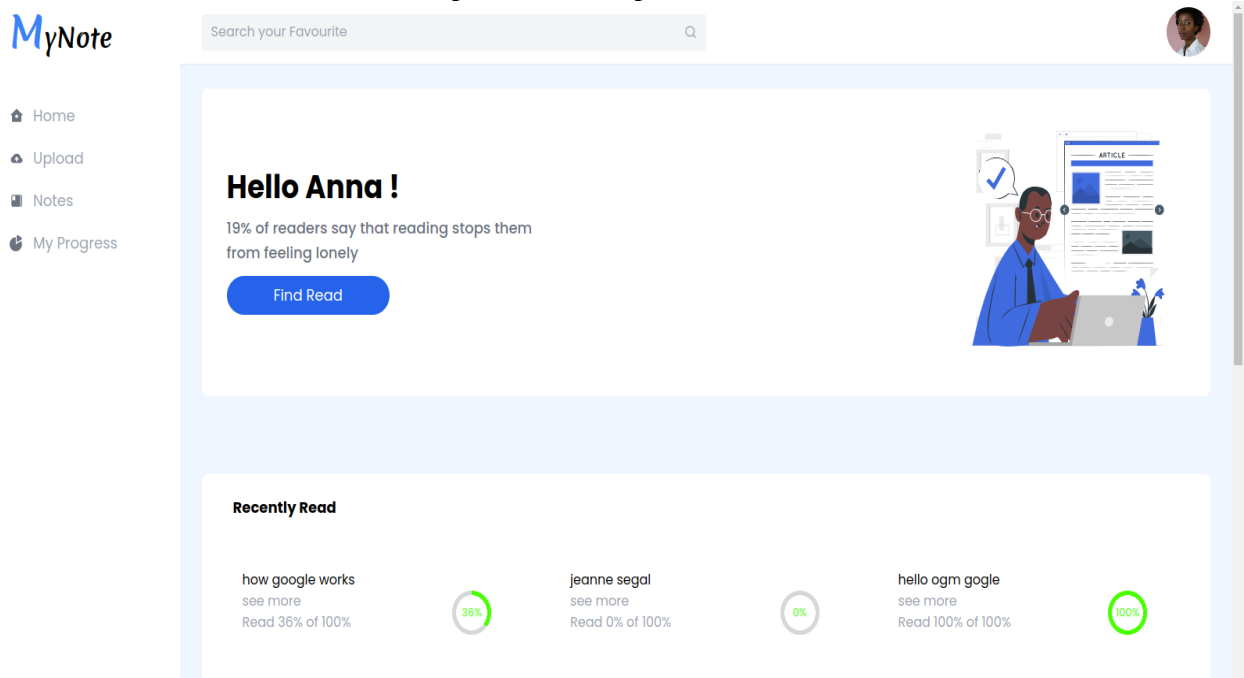 MyNote
Search your Favourite
Home
Upload
Notes
My Progress
Hello Anna !
19% of readers say that reading stops them
from feeling lonely
Find Read
ARTICLE
Recently Read
how google works
see more
Read 36% of 100%
36%
jeanne segal
see more
Read 0% of 100%
0%
hello ogm gogle
see more
Read 100% of 100%
100%